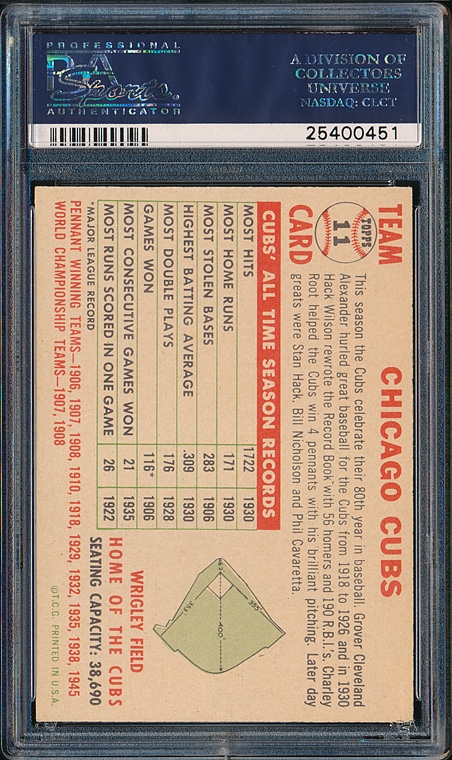 PROFESSIONAL
PSA
Sports.
AUTHENTICATOR
A DIVISION OF
COLLECTORS
UNIVERSE
NASDAQ: CLCT
25400451
TEAM
CARD
TOPPS
11
CHICAGO CUBS
This season the Cubs celebrate their 80th year in baseball. Grover Cleveland
Alexander hurled great baseball for the Cubs from 1918 to 1926 and in 1930
Hack Wilson rewrote the Record Book with 56 homers and 190 R.B.I.'s. Charley
Root helped the Cubs win 4 pennants with his brilliant pitching. Later day
greats were Stan Hack, Bill Nicholson and Phil Cavaretta.
CUBS' ALL TIME SEASON RECORDS
MOST HITS 1722 1930
MOST HOME RUNS 171 1930
MOST STOLEN BASES 283 1906
HIGHEST BATTING AVERAGE .309 1930
MOST DOUBLE PLAYS 176 1928
GAMES WON 116* 1906
MOST CONSECUTIVE GAMES WON 21 1935
MOST RUNS SCORED IN ONE GAME 26 1922
*MAJOR LEAGUE RECORD
385
400
353
WRIGLEY FIELD
HOME OF THE CUBS
SEATING CAPACITY: 38,690
PENNANT WINNING TEAMS—1906, 1907, 1908, 1910, 1918, 1929, 1932, 1935, 1938, 1945
WORLD CHAMPIONSHIP TEAMS—1907, 1908
©T.C.G. PRINTED IN U.S.A.